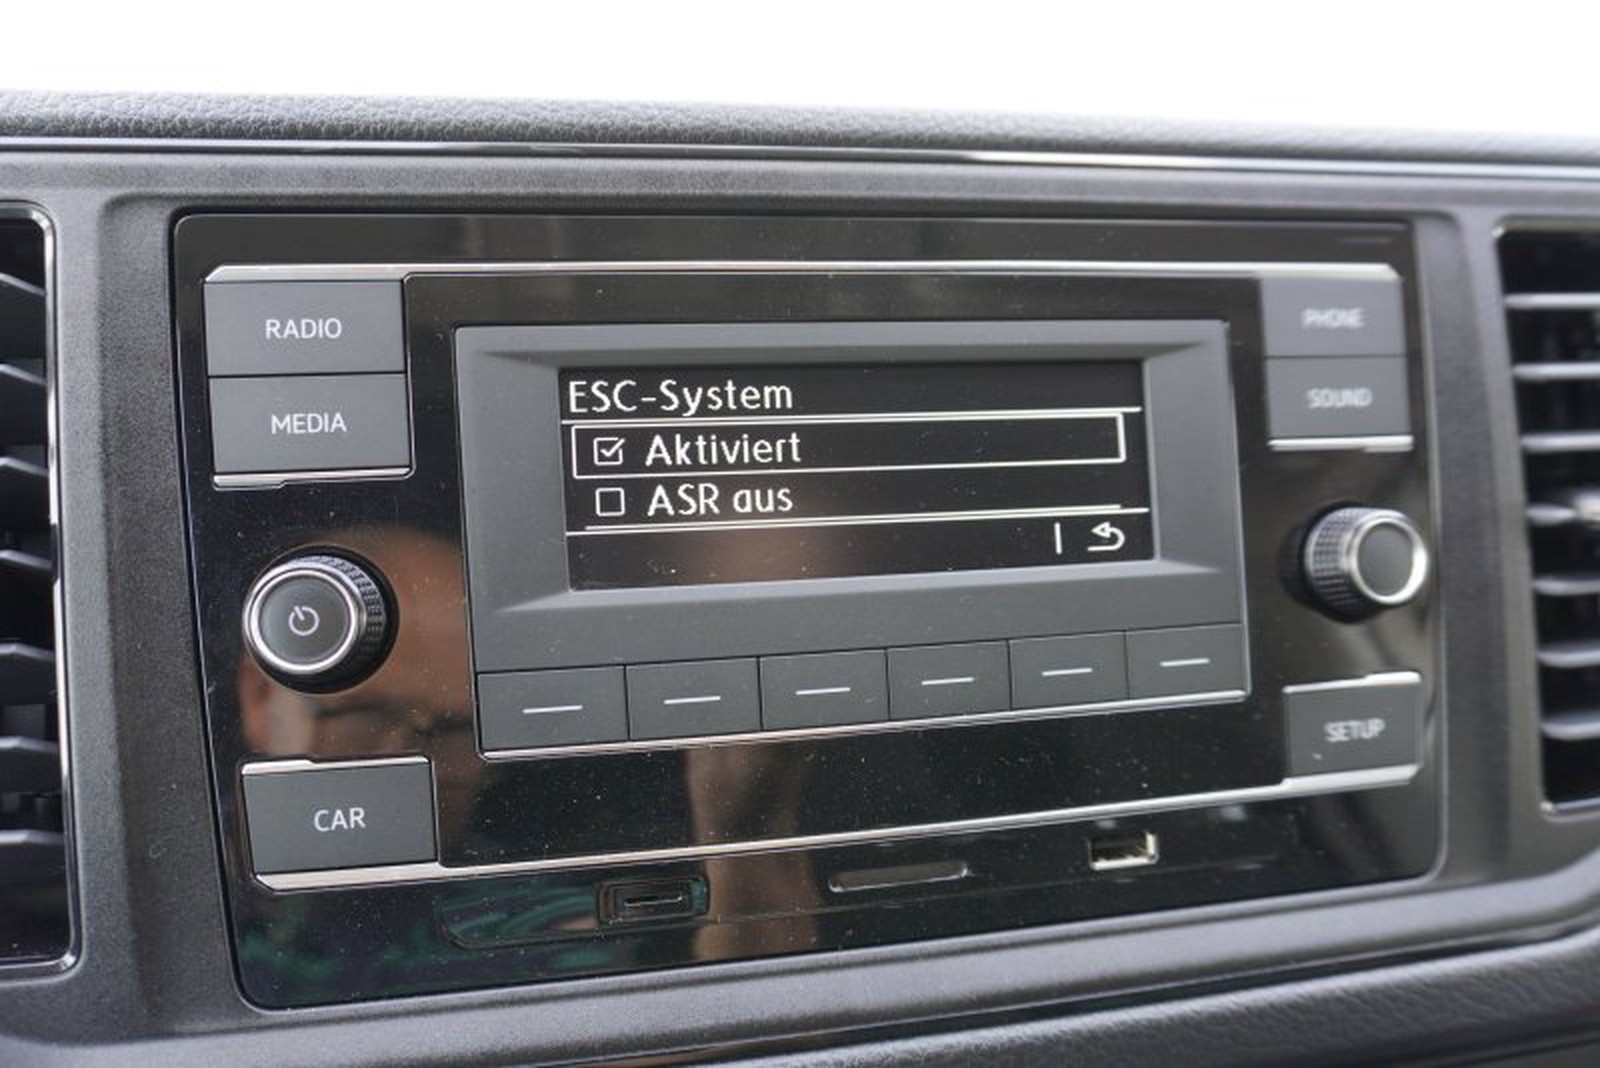 RADIO
MEDIA
ESC-System
Aktiviert
ASR aus
PHONE
SOUND
CAR
SETUP